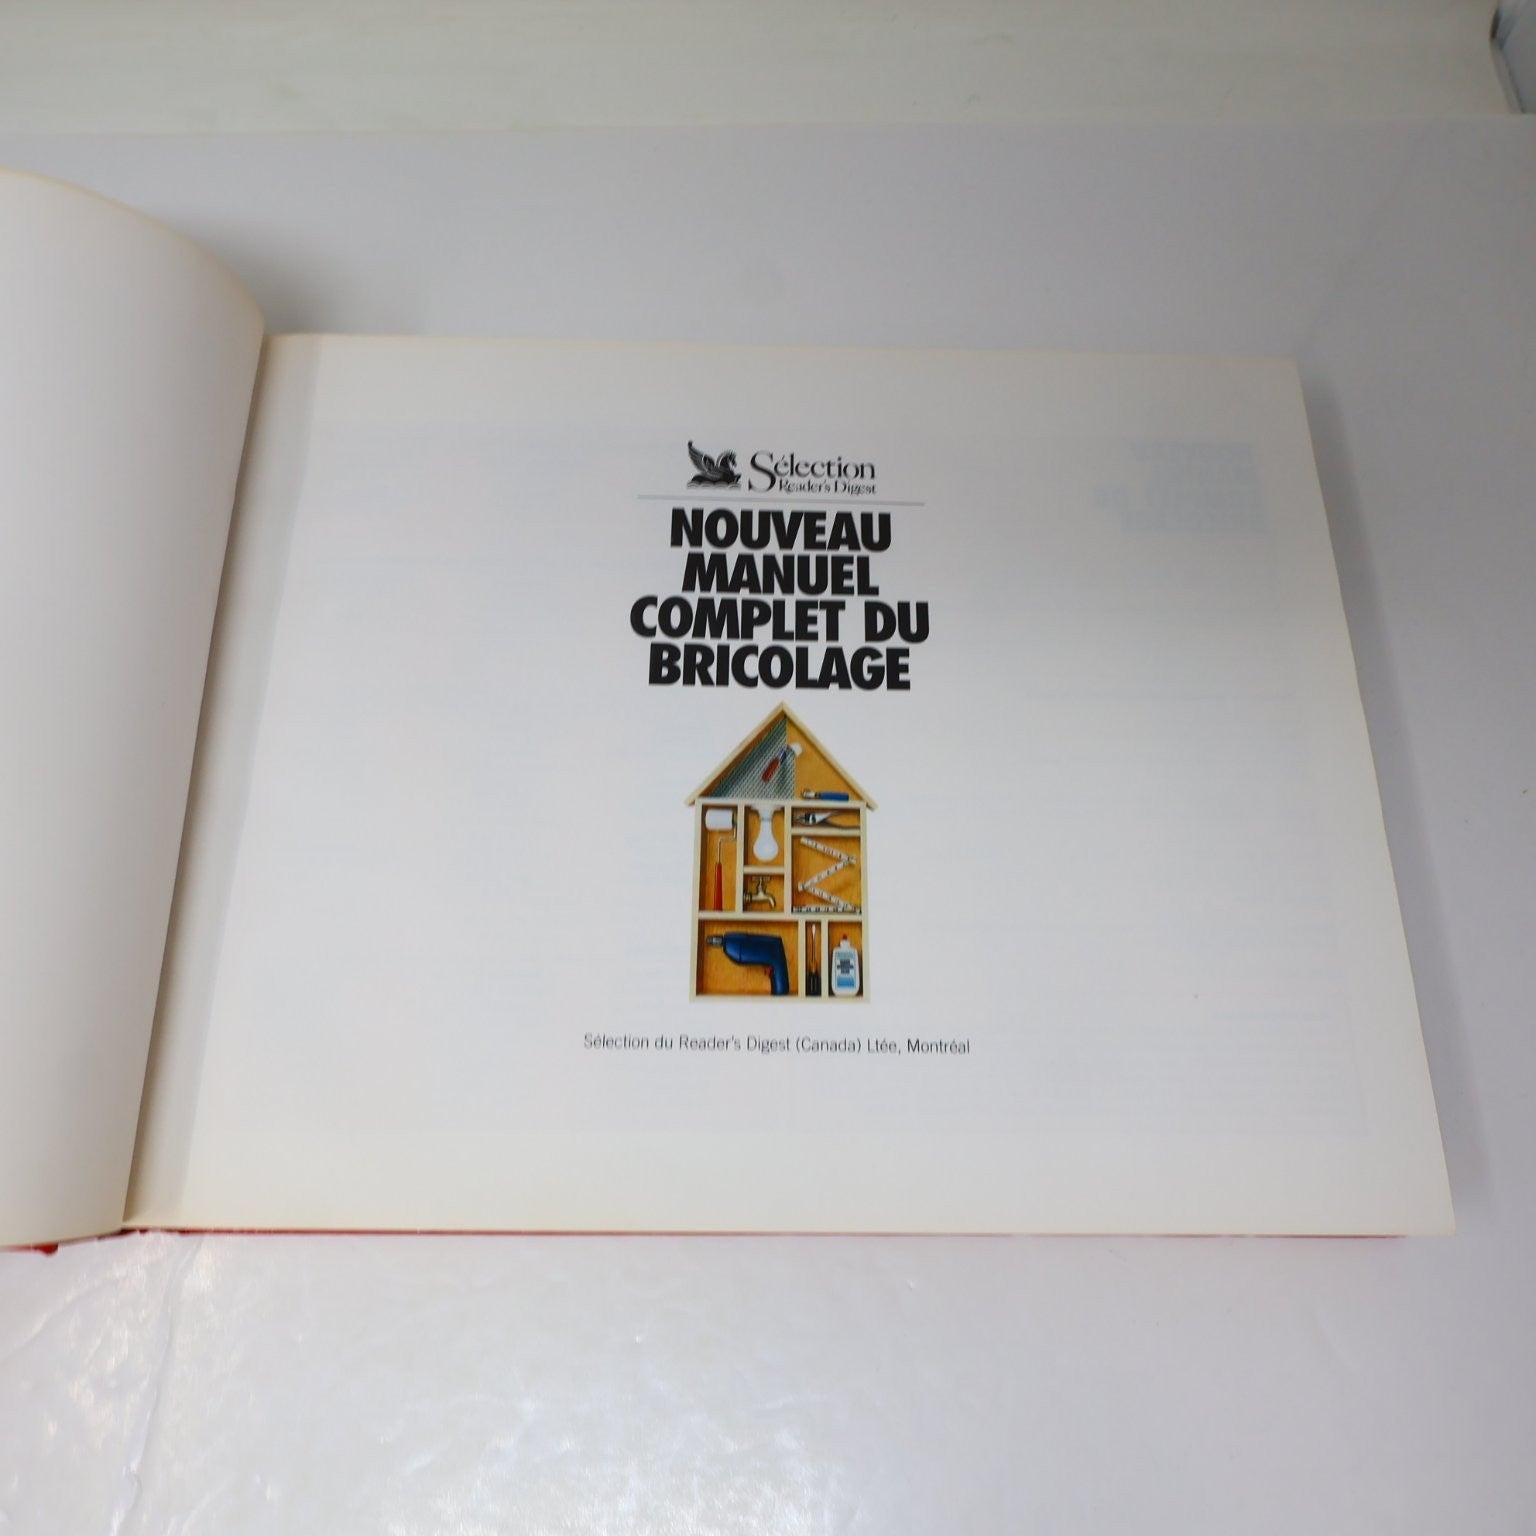 Sélection
Reader's Digest
NOUVEAU
MANUEL
COMPLET DU
BRICOLAGE
Sélection du Reader's Digest (Canada) Ltée, Montréal